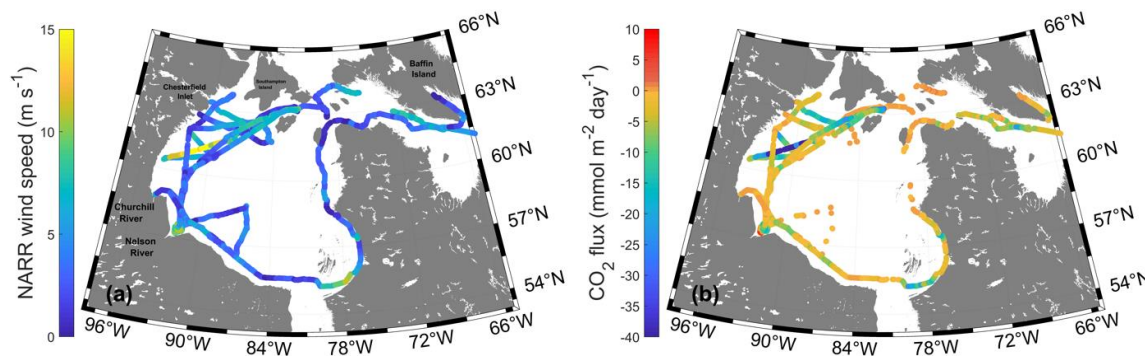 15
10
5
0
NARR wind speed (m s-1)
Chesterfield
Inlet
Southampton
Island
Baffin
Island
Churchill
River
Nelson
River
(a)
66°N
63°N
60°N
57°N
54°N
96°W
90°W
84°W
78°W
72°W
66°W
10
5
0
-5
-10
-15
-20
-25
-30
-35
-40
CO2 flux (mmol m-2 day-1)
(b)
66°N
63°N
60°N
57°N
54°N
96°W
90°W
84°W
78°W
72°W
66°W